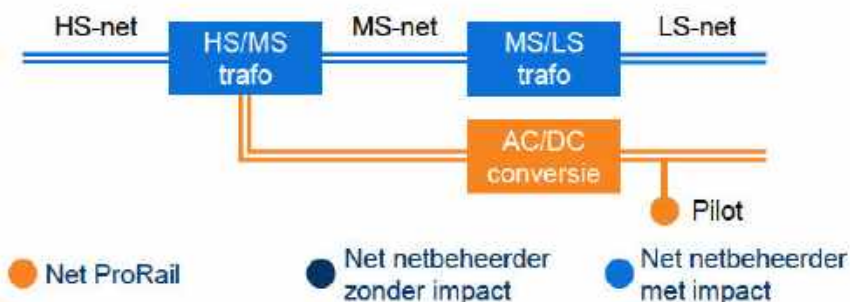 HS-net
MS-net
LS-net
HS/MS
trafo
MS/LS
trafo
AC/DC
conversie
Pilot
Net ProRail
Net netbeheerder
zonder impact
Net netbeheerder
met impact